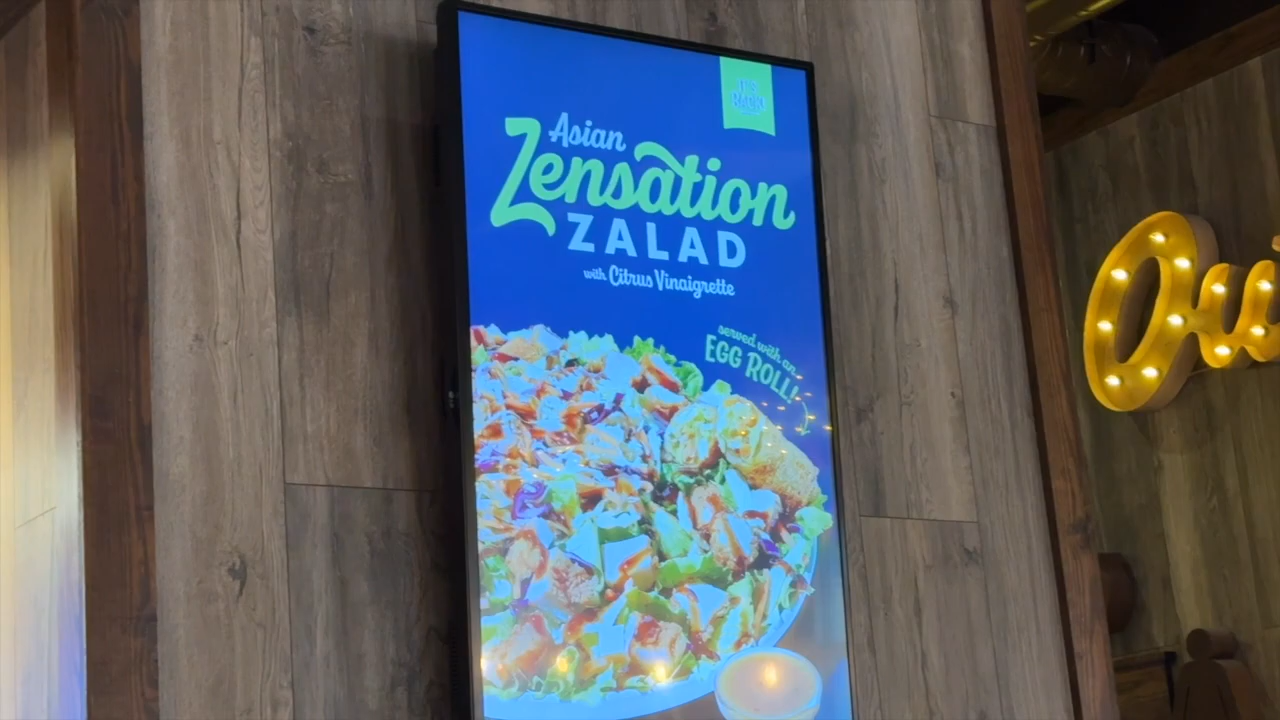 Asian
Zensation
ZALAD
with Citrus Vinaigrette
served with an
EGG ROLL!